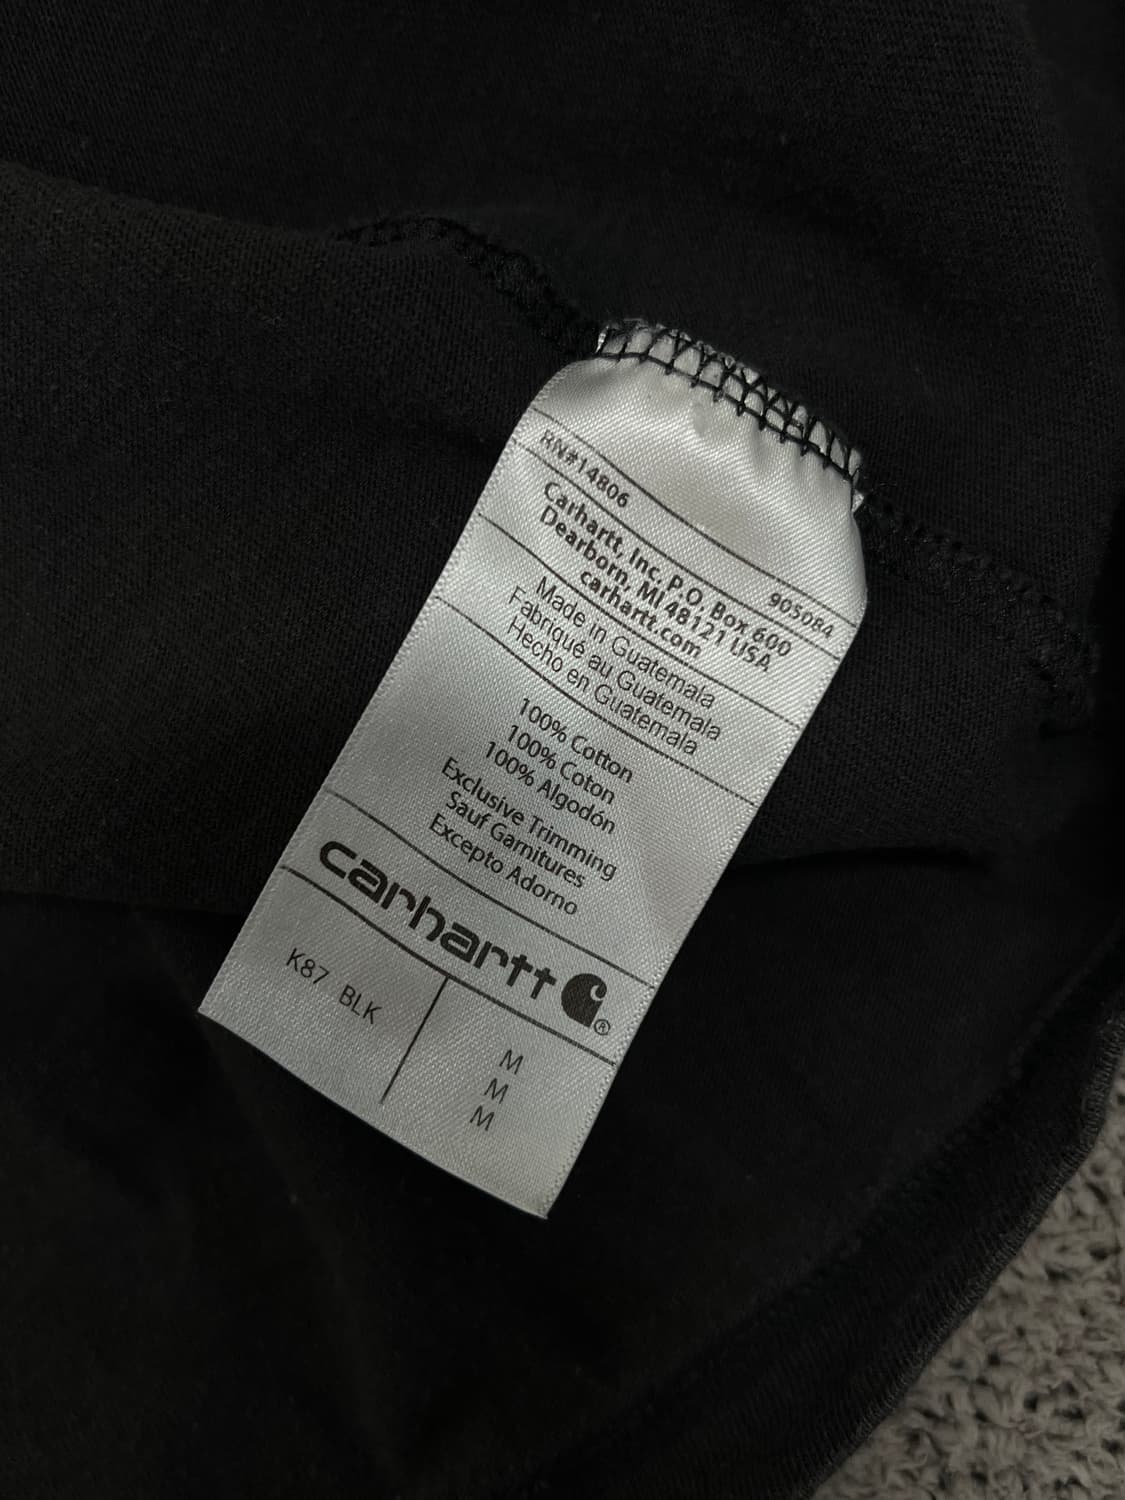 RN#14806 905084
Carhartt, Inc. P.O. Box 600
Dearborn, MI 48121 USA
carhartt.com
Made in Guatemala
Fabriqué au Guatemala
Hecho en Guatemala
100% Cotton
100% Coton
100% Algodón
Exclusive Trimming
Sauf Garnitures
Excepto Adorno
carhartt ®
K87 BLK
M
M
M